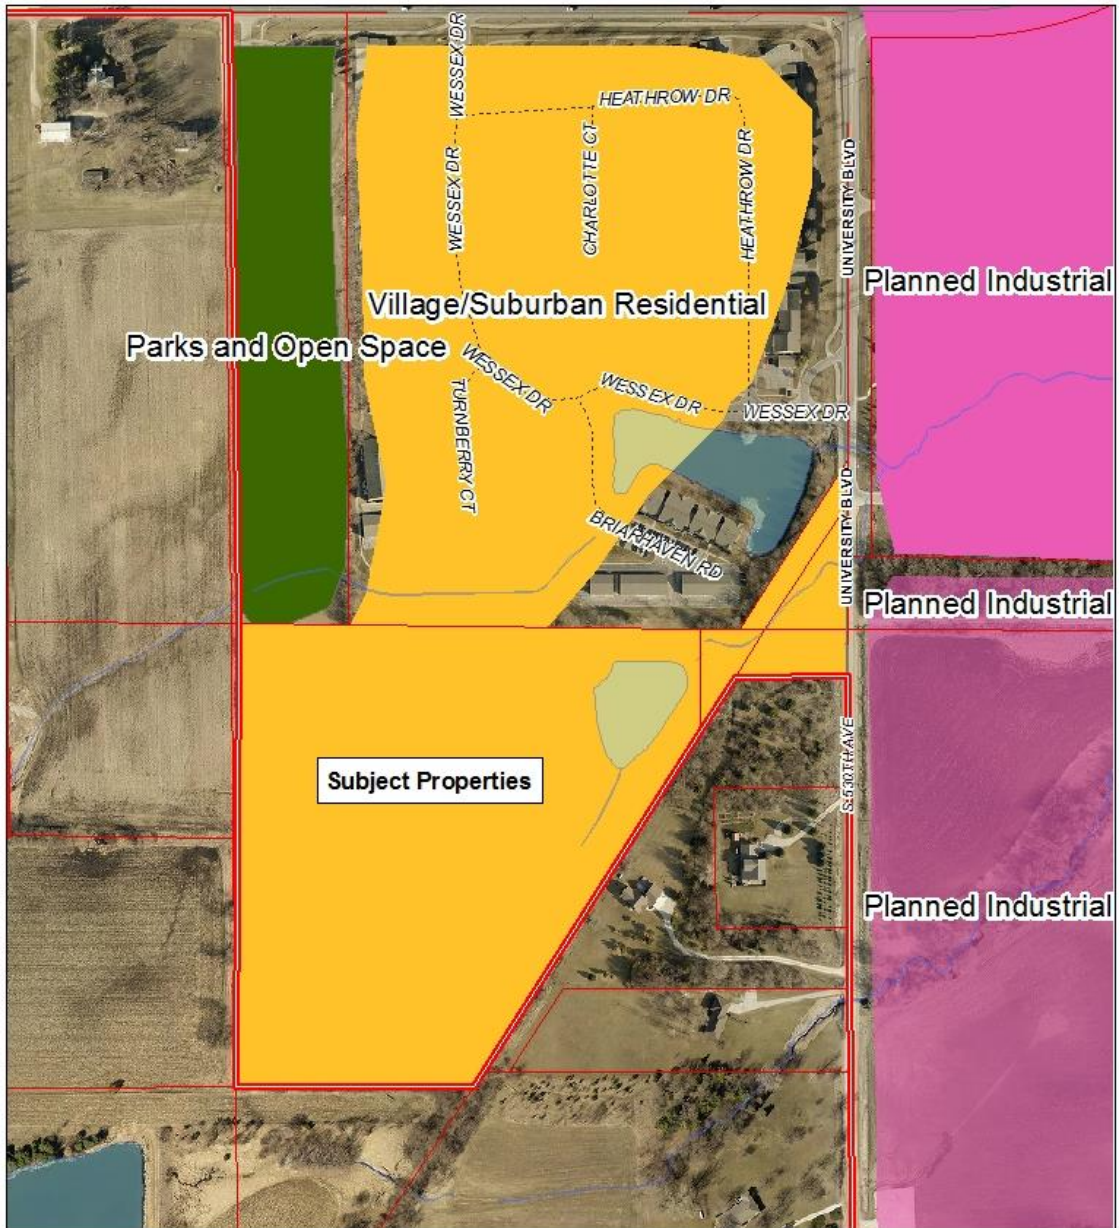 WESSEX DR
HEATHROW DR
WESSEX DR
CHARLOTTE CT
HEATHROW DR
UNIVERSITY BLVD
Planned Industrial
Village/Suburban Residential
Parks and Open Space
WESSEX DR
WESSEX DR
WESSEX DR
TURNBERRY CT
UNIVERSITY BLVD
BRIARHAVEN RD
Planned Industrial
Subject Properties
S 530TH AVE
Planned Industrial